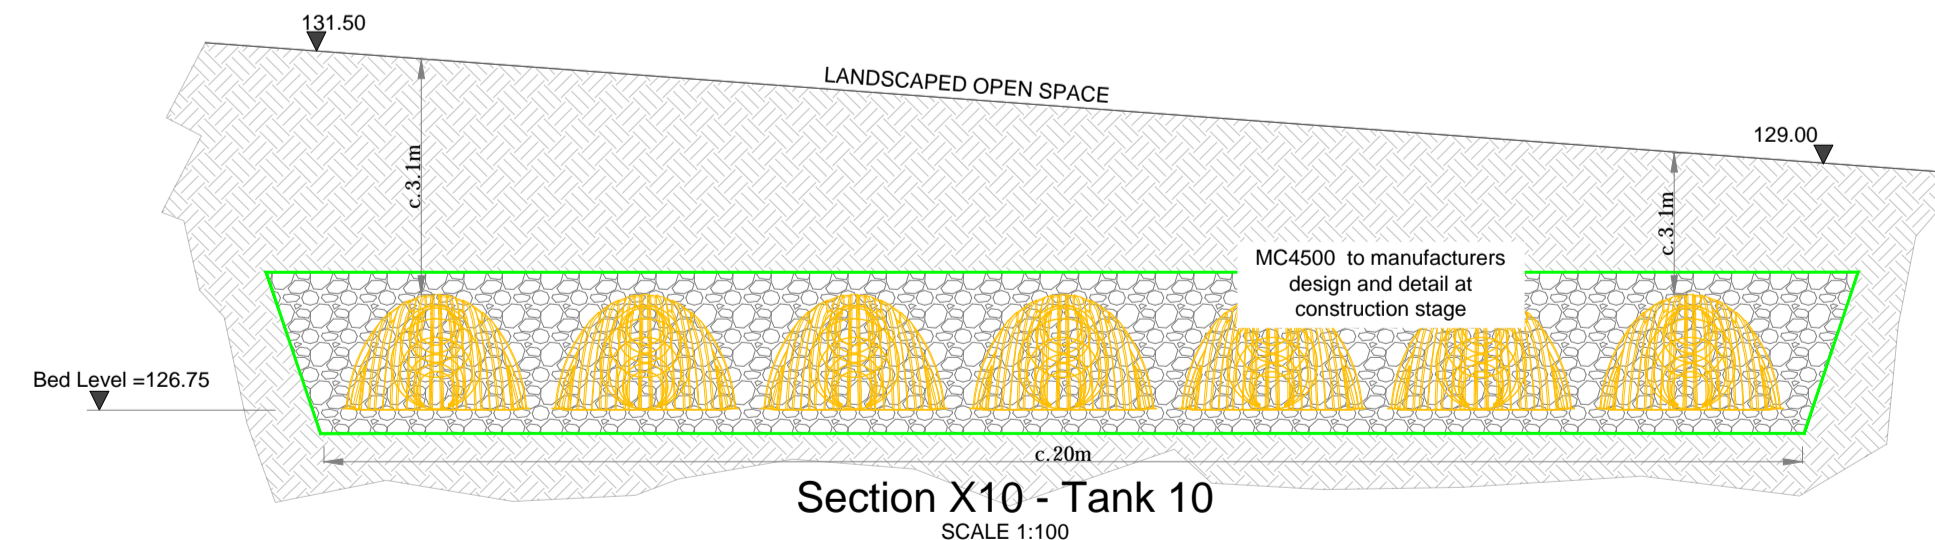 131.50
LANDSCAPED OPEN SPACE
129.00
c.3.1m
c.3.1m
MC4500 to manufacturers
design and detail at
construction stage
Bed Level =126.75
c.20m
Section X10 - Tank 10
SCALE 1:100